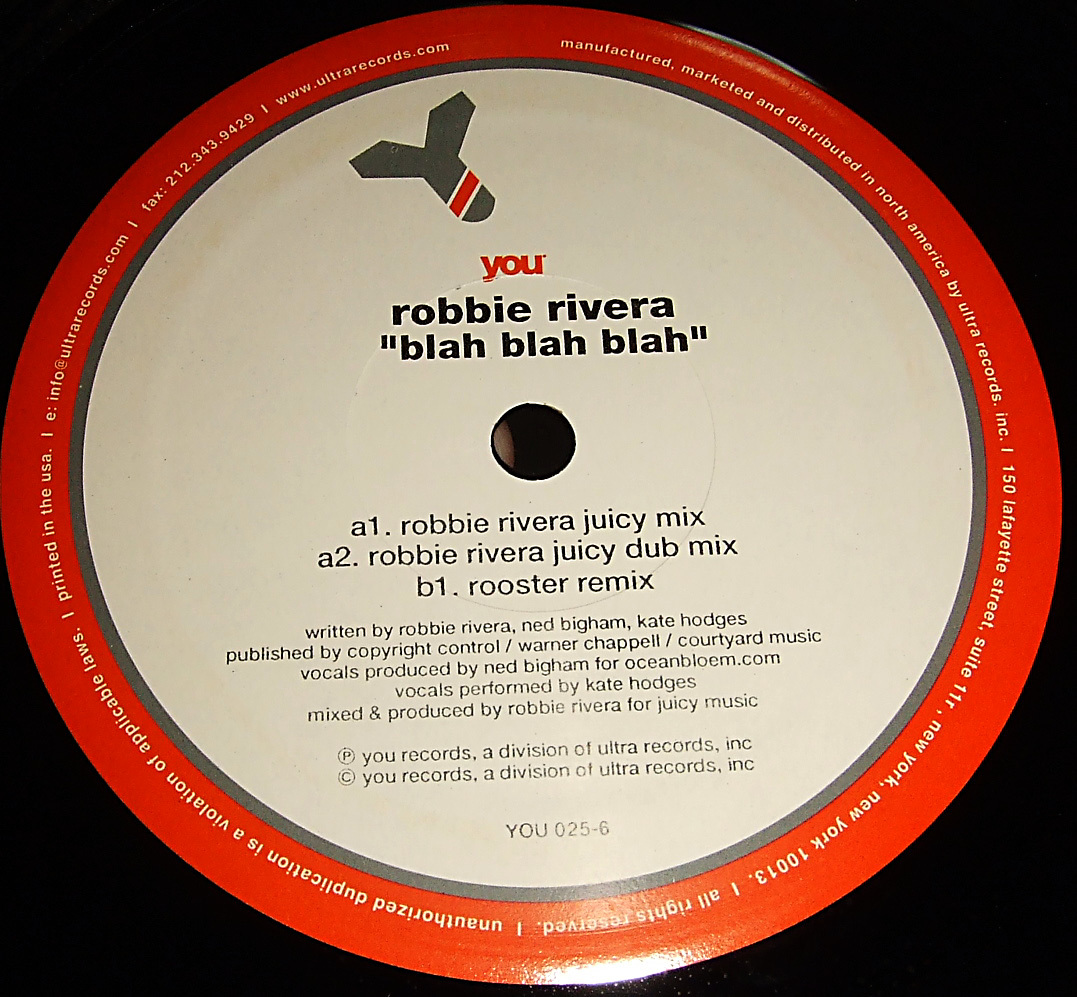 you
robbie rivera
"blah blah blah"
a1. robbie rivera juicy mix
a2. robbie rivera juicy dub mix
b1. rooster remix
written by robbie rivera, ned bigham, kate hodges
published by copyright control / warner chappell / courtyard music
vocals produced by ned bigham for oceanbloem.com
vocals performed by kate hodges
mixed & produced by robbie rivera for juicy music
℗ you records, a division of ultra records, inc
© you records, a division of ultra records, inc
YOU 025-6
manufactured, marketed and distributed in north america by ultra records. inc. | 150 lafayette street, suite 11r, new york, new york 10013. | all rights reserved. | unauthorized duplication is a violation of applicable laws. | printed in the usa. | e: info@ultrarecords.com | fax: 212.343.9429 | www.ultrarecords.com